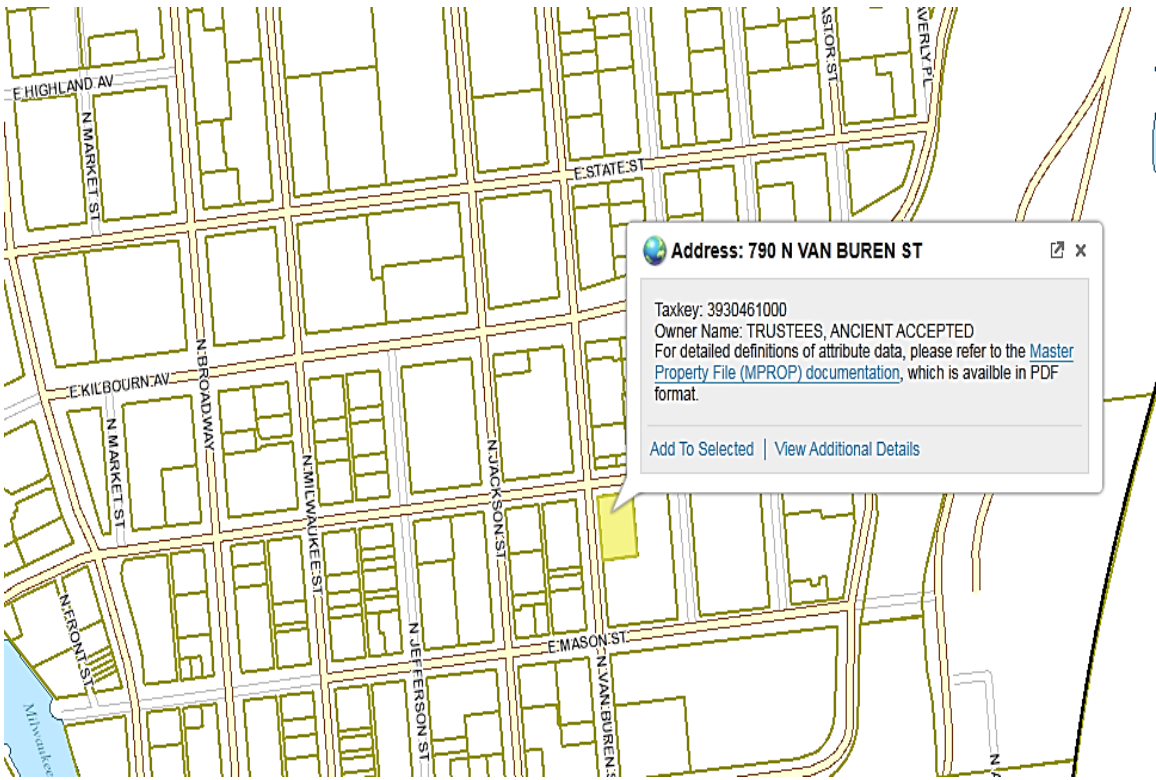 ASTOR ST
AVERLY PL
E HIGHLAND AV
N MARKET ST
E STATE ST
Address: 790 N VAN BUREN ST
Taxkey: 3930461000
Owner Name: TRUSTEES, ANCIENT ACCEPTED
For detailed definitions of attribute data, please refer to the Master
Property File (MPROP) documentation, which is availble in PDF
format.
Add To Selected | View Additional Details
N BROADWAY
E KILBOURN AV
N MARKET ST
N MILWAUKEE ST
N JACKSON ST
N FRONT ST
N JEFFERSON ST
E MASON ST
N VAN BUREN S
Milwaukee
N A